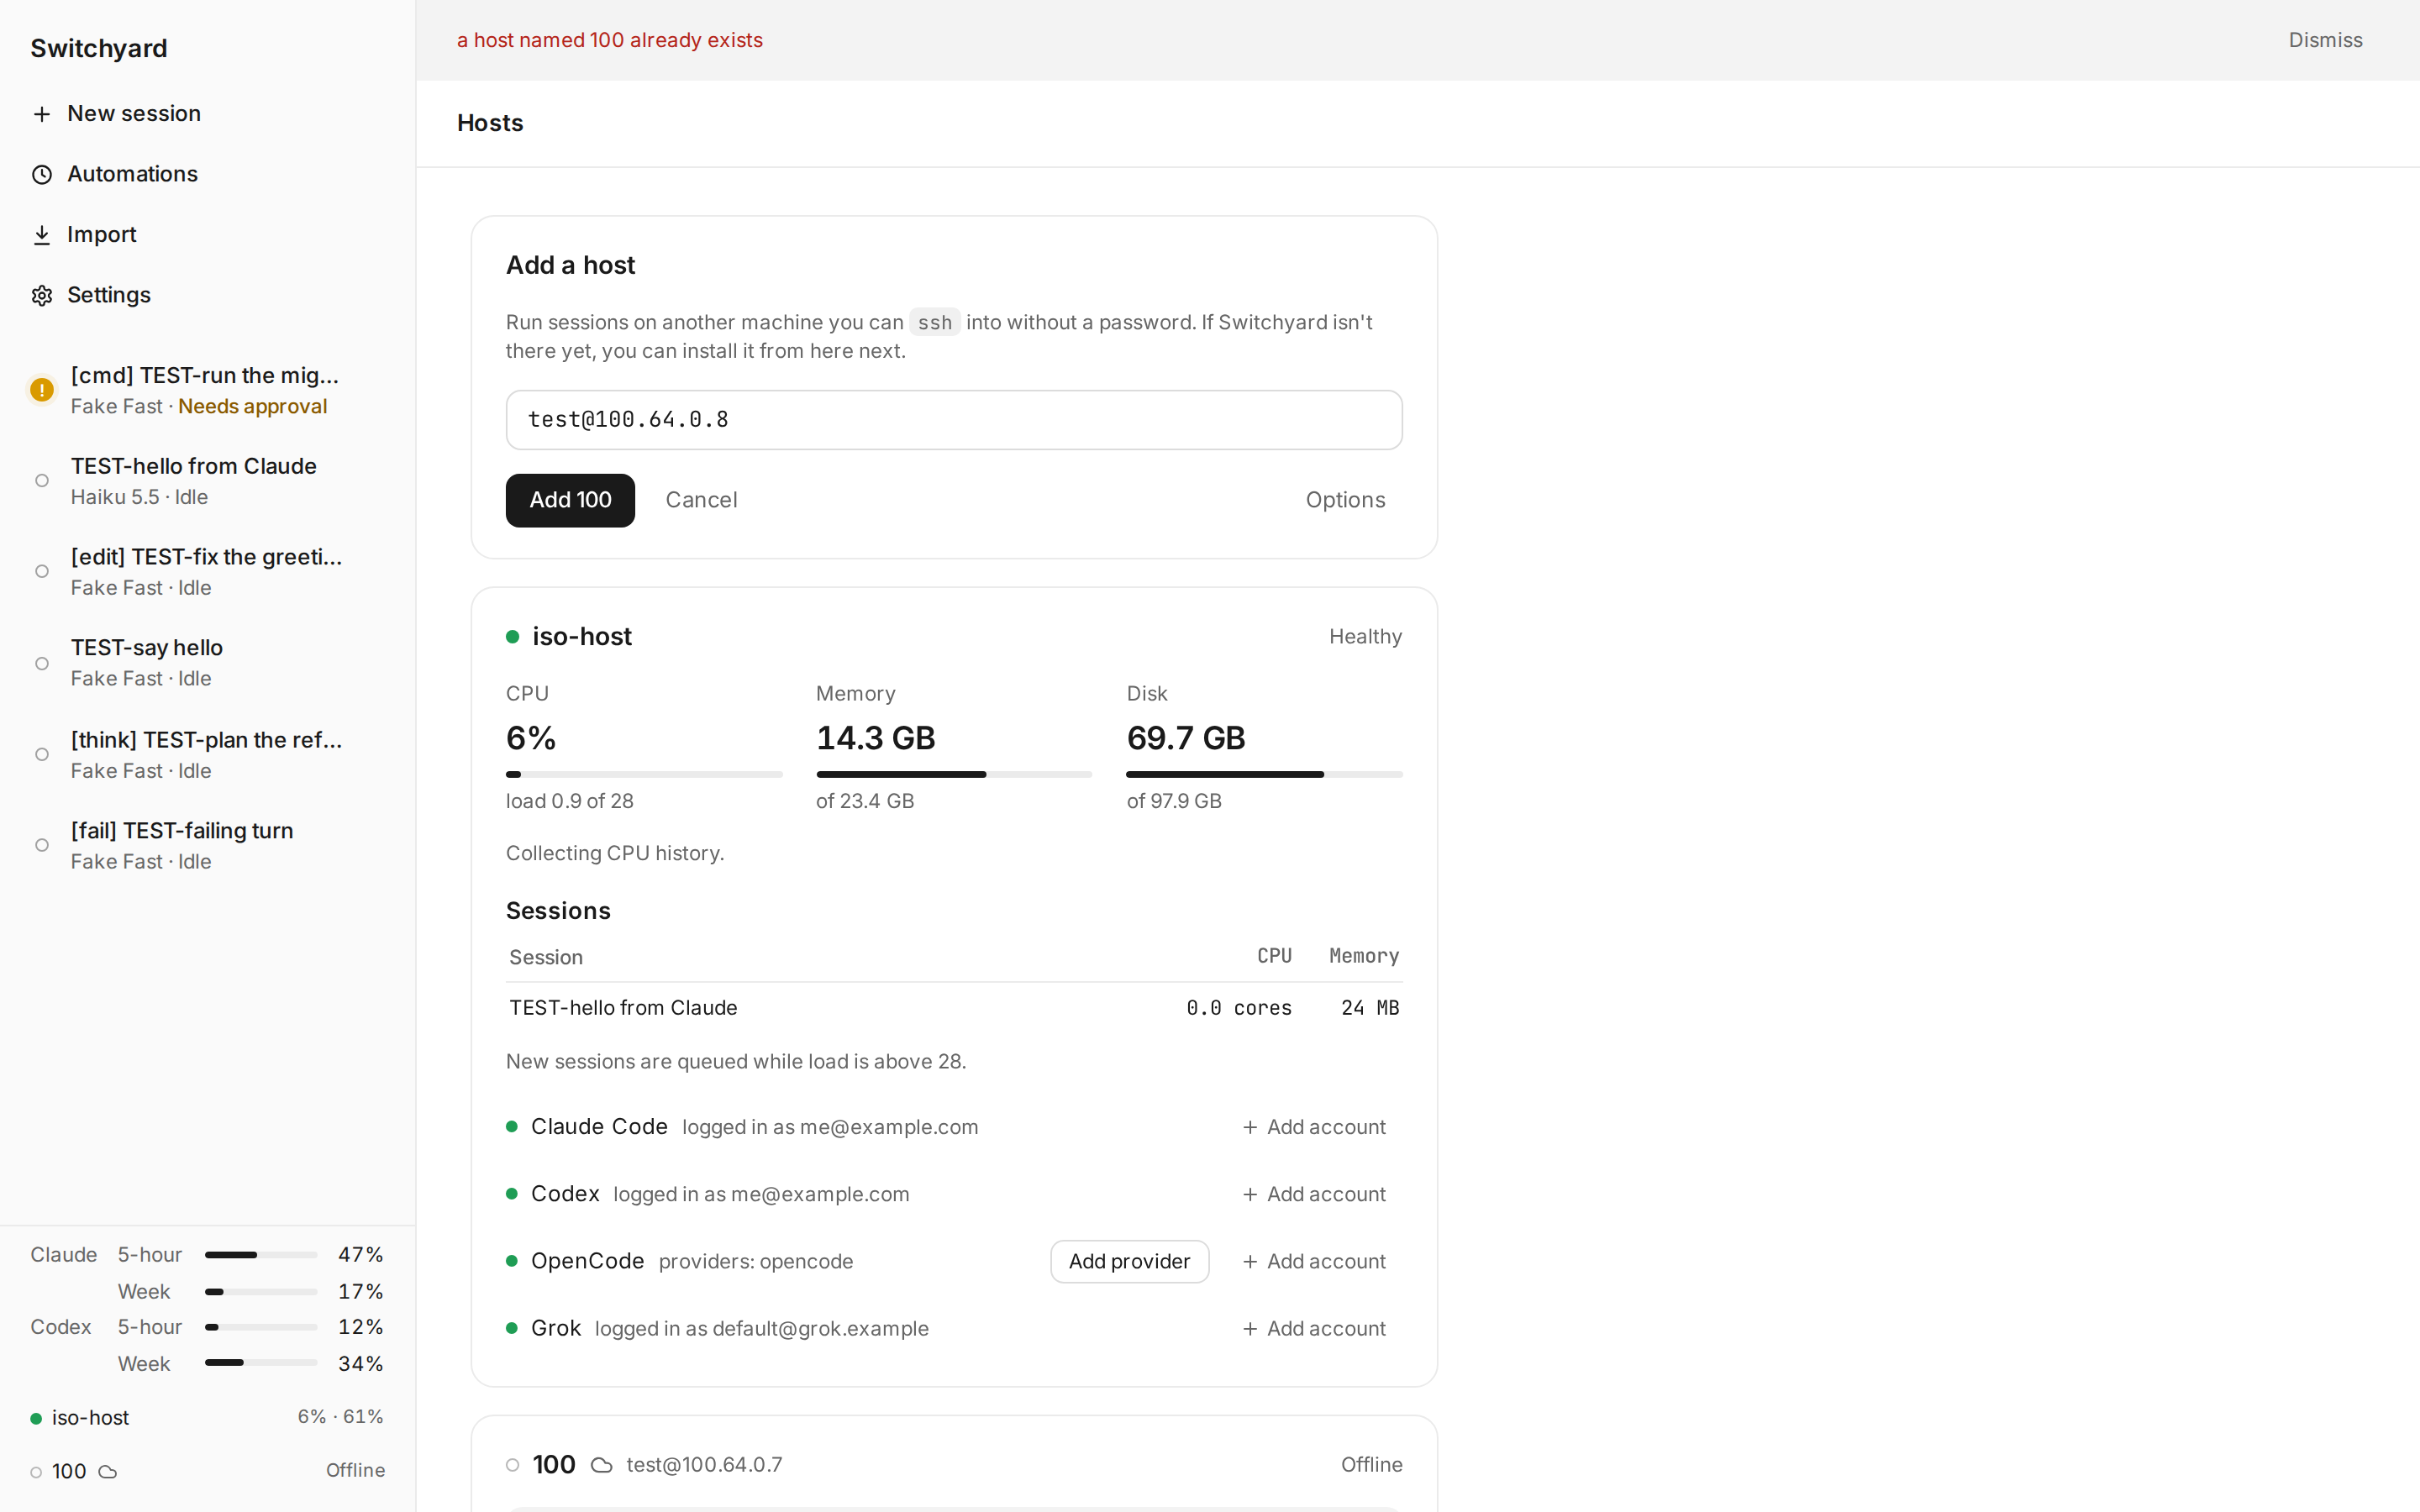 Switchyard
New session
Automations
Import
Settings
[cmd] TEST-run the mig...
Fake Fast · Needs approval
TEST-hello from Claude
Haiku 5.5 · Idle
[edit] TEST-fix the greeti...
Fake Fast · Idle
TEST-say hello
Fake Fast · Idle
[think] TEST-plan the ref...
Fake Fast · Idle
[fail] TEST-failing turn
Fake Fast · Idle
Claude 5-hour 47%
Week 17%
Codex 5-hour 12%
Week 34%
iso-host 6% · 61%
100 Offline
a host named 100 already exists Dismiss
Hosts
Add a host
Run sessions on another machine you can ssh into without a password. If Switchyard isn't
there yet, you can install it from here next.
test@100.64.0.8
Add 100 Cancel Options
iso-host Healthy
CPU Memory Disk
6% 14.3 GB 69.7 GB
load 0.9 of 28 of 23.4 GB of 97.9 GB
Collecting CPU history.
Sessions
Session CPU Memory
TEST-hello from Claude 0.0 cores 24 MB
New sessions are queued while load is above 28.
Claude Code logged in as me@example.com + Add account
Codex logged in as me@example.com + Add account
OpenCode providers: opencode Add provider + Add account
Grok logged in as default@grok.example + Add account
100 test@100.64.0.7 Offline